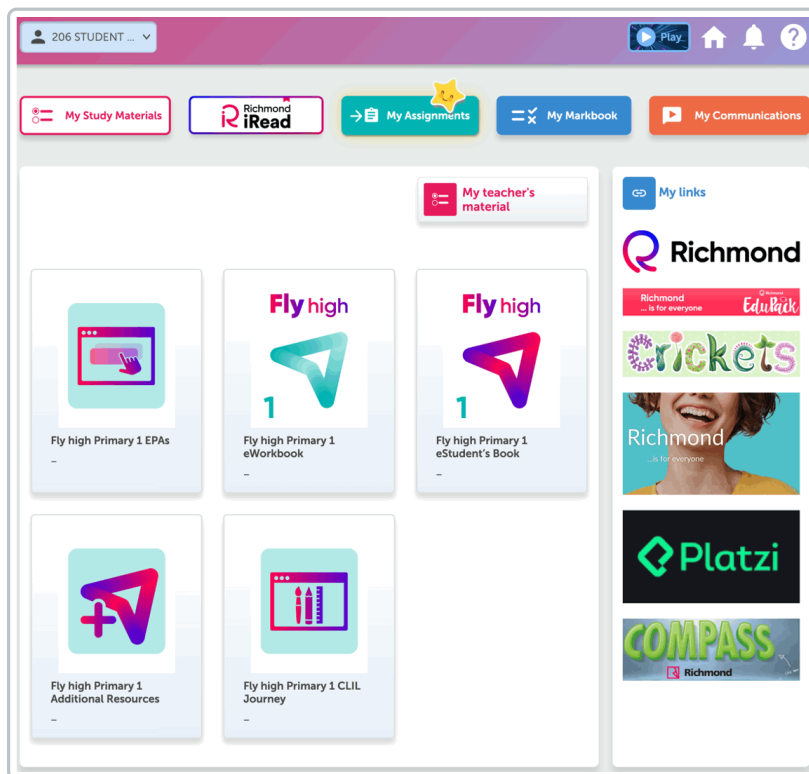 206 STUDENT ...
Play
My Study Materials
Richmond
iRead
My Assignments
My Markbook
My Communications
My teacher's
material
My links
Richmond
Richmond
... is for everyone
Richmond
EduPack
Crickets
Richmond
...is for everyone
Platzi
COMPASS
Richmond
Fly high
1
Fly high Primary 1 EPAs
–
Fly high Primary 1
eWorkbook
–
Fly high
1
Fly high Primary 1
eStudent's Book
–
Fly high Primary 1
Additional Resources
–
Fly high Primary 1 CLIL
Journey
–